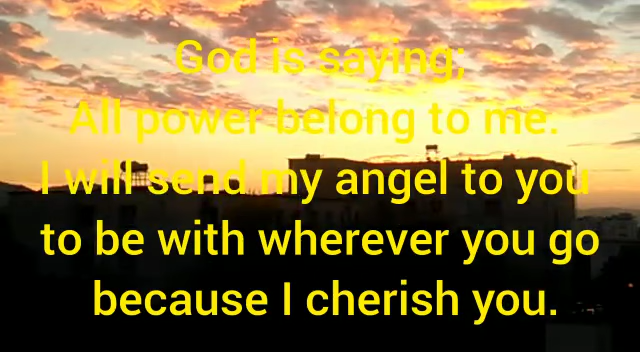 God is saying;
All power belong to me.
I will send my angel to you
to be with wherever you go
because I cherish you.